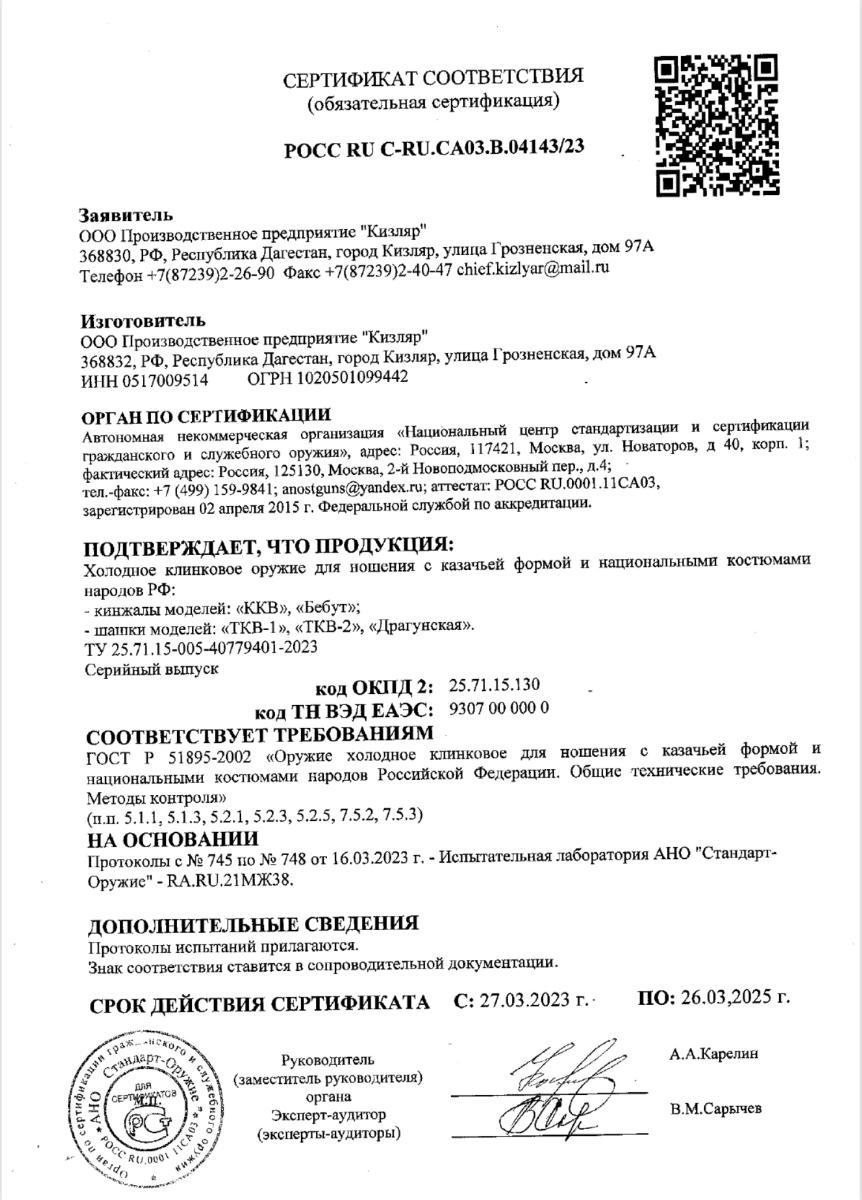 СЕРТИФИКАТ СООТВЕТСТВИЯ
(обязательная сертификация)
РОСС RU С-RU.СА03.В.04143/23
Заявитель
ООО Производственное предприятие "Кизляр"
368830, РФ, Республика Дагестан, город Кизляр, улица Грозненская, дом 97А
Телефон +7(87239)2-26-90 Факс +7(87239)2-40-47 chief.kizlyar@mail.ru
Изготовитель
ООО Производственное предприятие "Кизляр"
368832, РФ, Республика Дагестан, город Кизляр, улица Грозненская, дом 97А
ИНН 0517009514 ОГРН 1020501099442
ОРГАН ПО СЕРТИФИКАЦИИ
Автономная некоммерческая организация «Национальный центр стандартизации и сертификации
гражданского и служебного оружия», адрес: Россия, 117421, Москва, ул. Новаторов, д 40, корп. 1;
фактический адрес: Россия, 125130, Москва, 2-й Новоподмосковный пер., д.4;
тел.-факс: +7 (499) 159-9841; anostguns@yandex.ru; аттестат: РОСС RU.0001.11СА03,
зарегистрирован 02 апреля 2015 г. Федеральной службой по аккредитации.
ПОДТВЕРЖДАЕТ, ЧТО ПРОДУКЦИЯ:
Холодное клинковое оружие для ношения с казачьей формой и национальными костюмами
народов РФ:
- кинжалы моделей: «ККВ», «Бебут»;
- шашки моделей: «ТКВ-1», «ТКВ-2», «Драгунская».
ТУ 25.71.15-005-40779401-2023
Серийный выпуск
код ОКПД 2: 25.71.15.130
код ТН ВЭД ЕАЭС: 9307 00 000 0
СООТВЕТСТВУЕТ ТРЕБОВАНИЯМ
ГОСТ Р 51895-2002 «Оружие холодное клинковое для ношения с казачьей формой и
национальными костюмами народов Российской Федерации. Общие технические требования.
Методы контроля»
(п.п. 5.1.1, 5.1.3, 5.2.1, 5.2.3, 5.2.5, 7.5.2, 7.5.3)
НА ОСНОВАНИИ
Протоколы с № 745 по № 748 от 16.03.2023 г. - Испытательная лаборатория АНО "Стандарт-
Оружие" - RA.RU.21МЖ38.
ДОПОЛНИТЕЛЬНЫЕ СВЕДЕНИЯ
Протоколы испытаний прилагаются.
Знак соответствия ставится в сопроводительной документации.
СРОК ДЕЙСТВИЯ СЕРТИФИКАТА С: 27.03.2023 г. ПО: 26.03,2025 г.
Руководитель
(заместитель руководителя)
органа
А.А.Карелин
Эксперт-аудитор
(эксперты-аудиторы)
В.М.Сарычев
Орган по сертификации гражданского и служебного оружия
АНО Стандарт-Оружие
РОСС RU.0001 11СА03
ДЛЯ
СЕРТИФИКАТОВ
М.П.